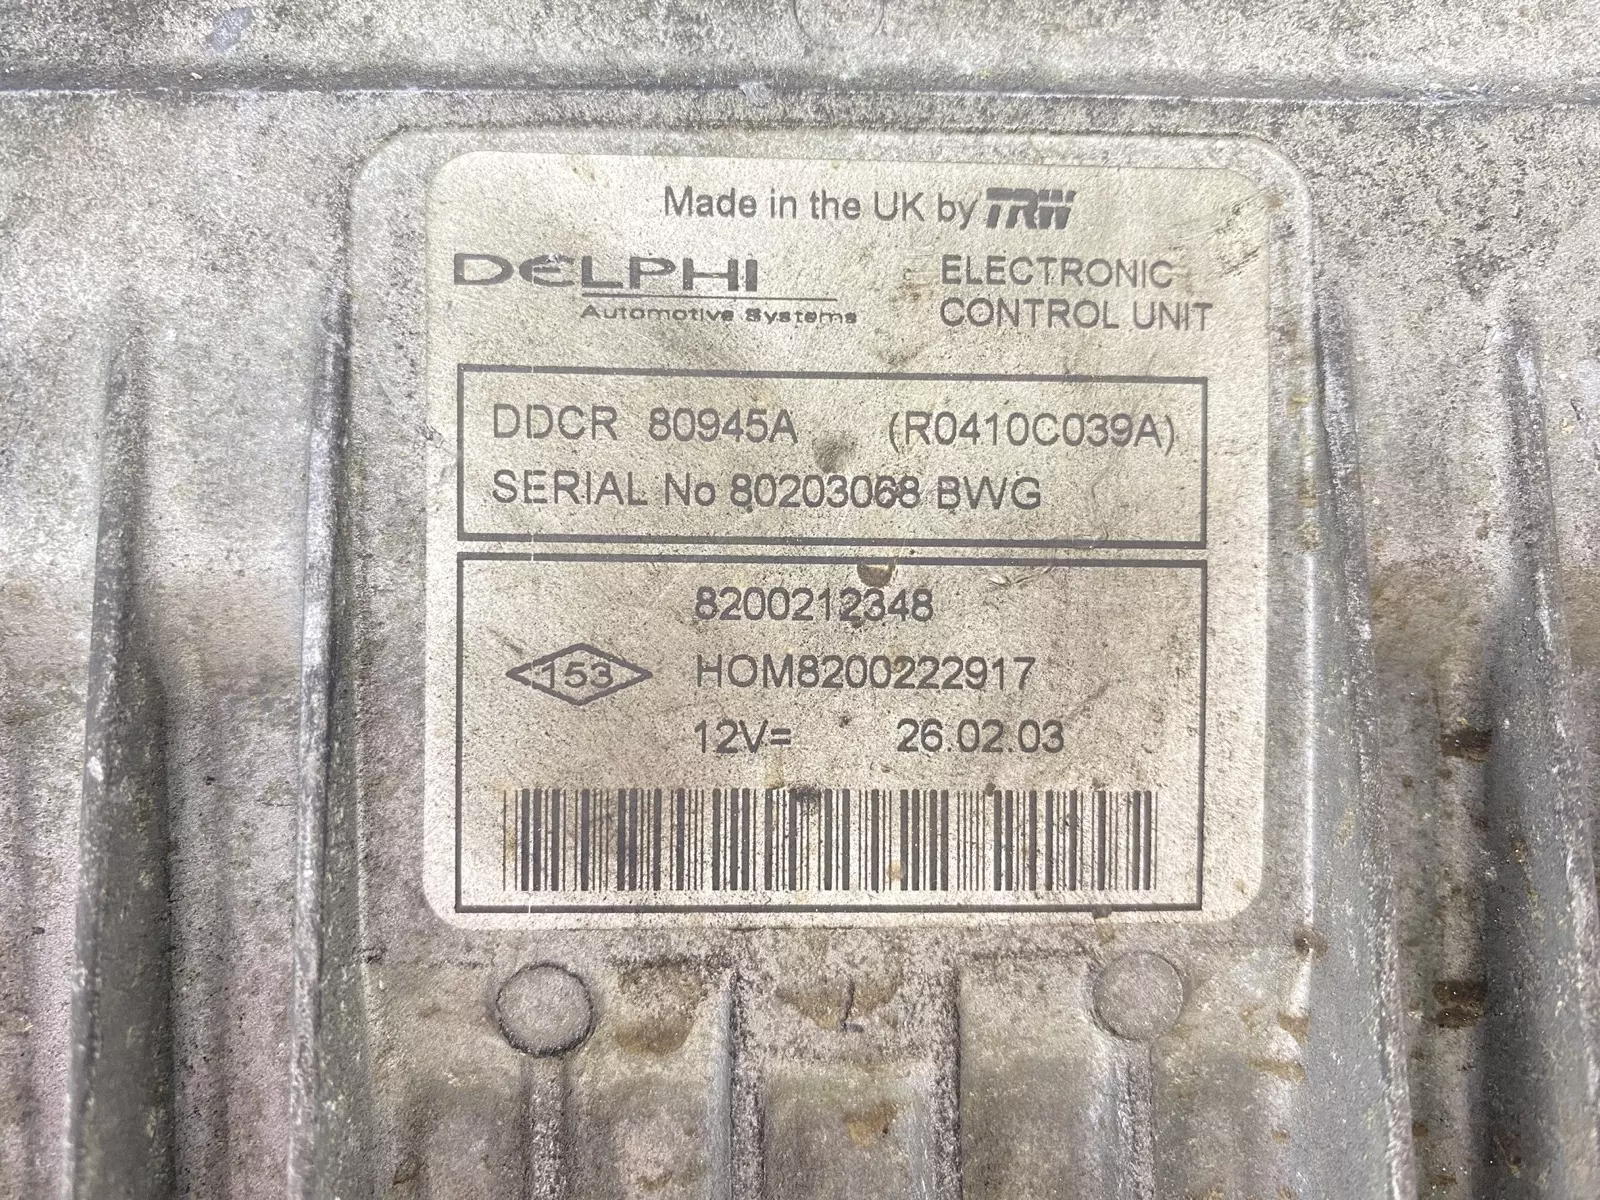 Made in the UK by TRW
DELPHI
Automotive Systems
ELECTRONIC
CONTROL UNIT
DDCR 80945A (R0410C039A)
SERIAL No 80203068 BWG
8200212348
153 HOM8200222917
12V= 26.02.03